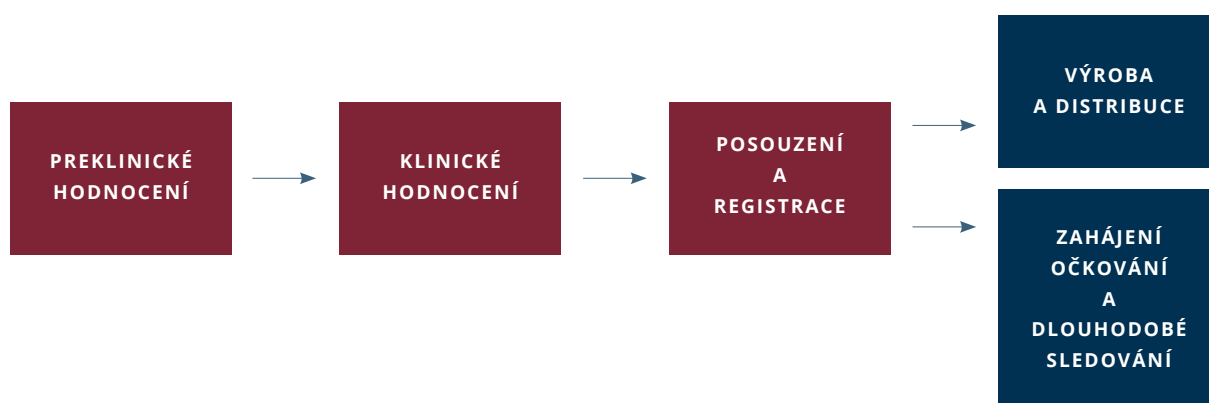 PREKLINICKÉ
HODNOCENÍ
KLINICKÉ
HODNOCENÍ
POSOUZENÍ
A
REGISTRACE
VÝROBA
A DISTRIBUCE
ZAHÁJENÍ
OČKOVÁNÍ
A
DLOUHODOBÉ
SLEDOVÁNÍ